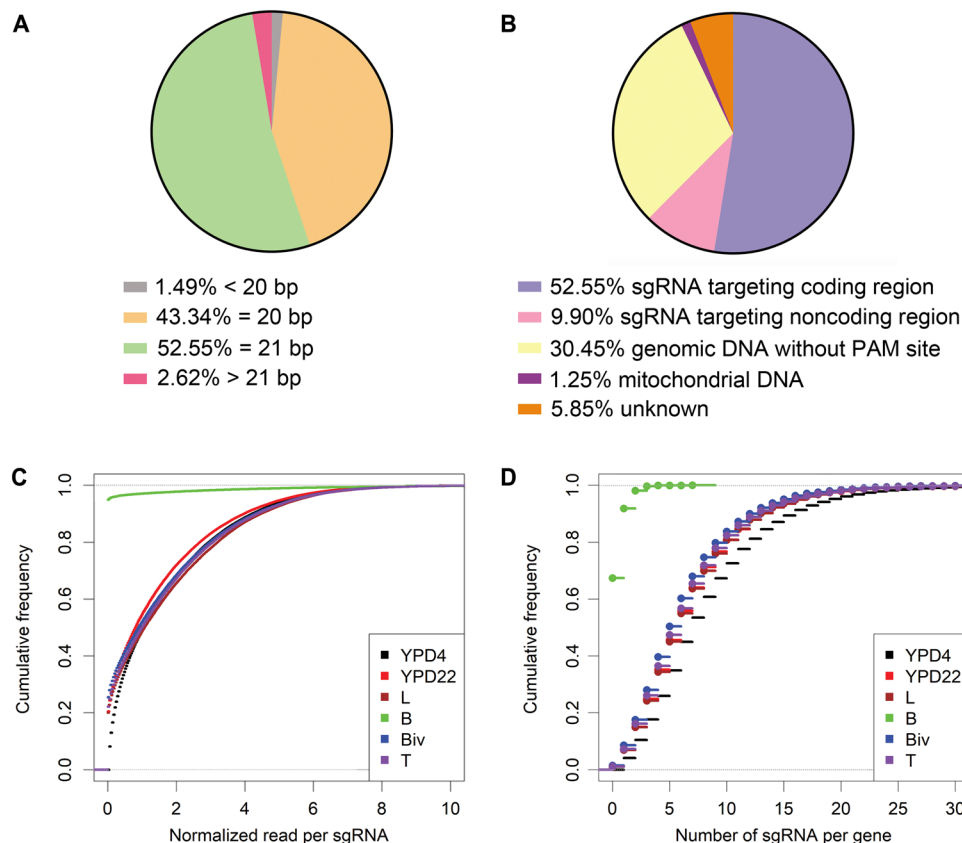 A
B
1.49% < 20 bp
43.34% = 20 bp
52.55% = 21 bp
2.62% > 21 bp
52.55% sgRNA targeting coding region
9.90% sgRNA targeting noncoding region
30.45% genomic DNA without PAM site
1.25% mitochondrial DNA
5.85% unknown
C
Cumulative frequency
1.0
0.8
0.6
0.4
0.2
0.0
0 2 4 6 8 10
Normalized read per sgRNA
YPD4
YPD22
L
B
Biv
T
D
Cumulative frequency
1.0
0.8
0.6
0.4
0.2
0.0
0 5 10 15 20 25 30
Number of sgRNA per gene
YPD4
YPD22
L
B
Biv
T